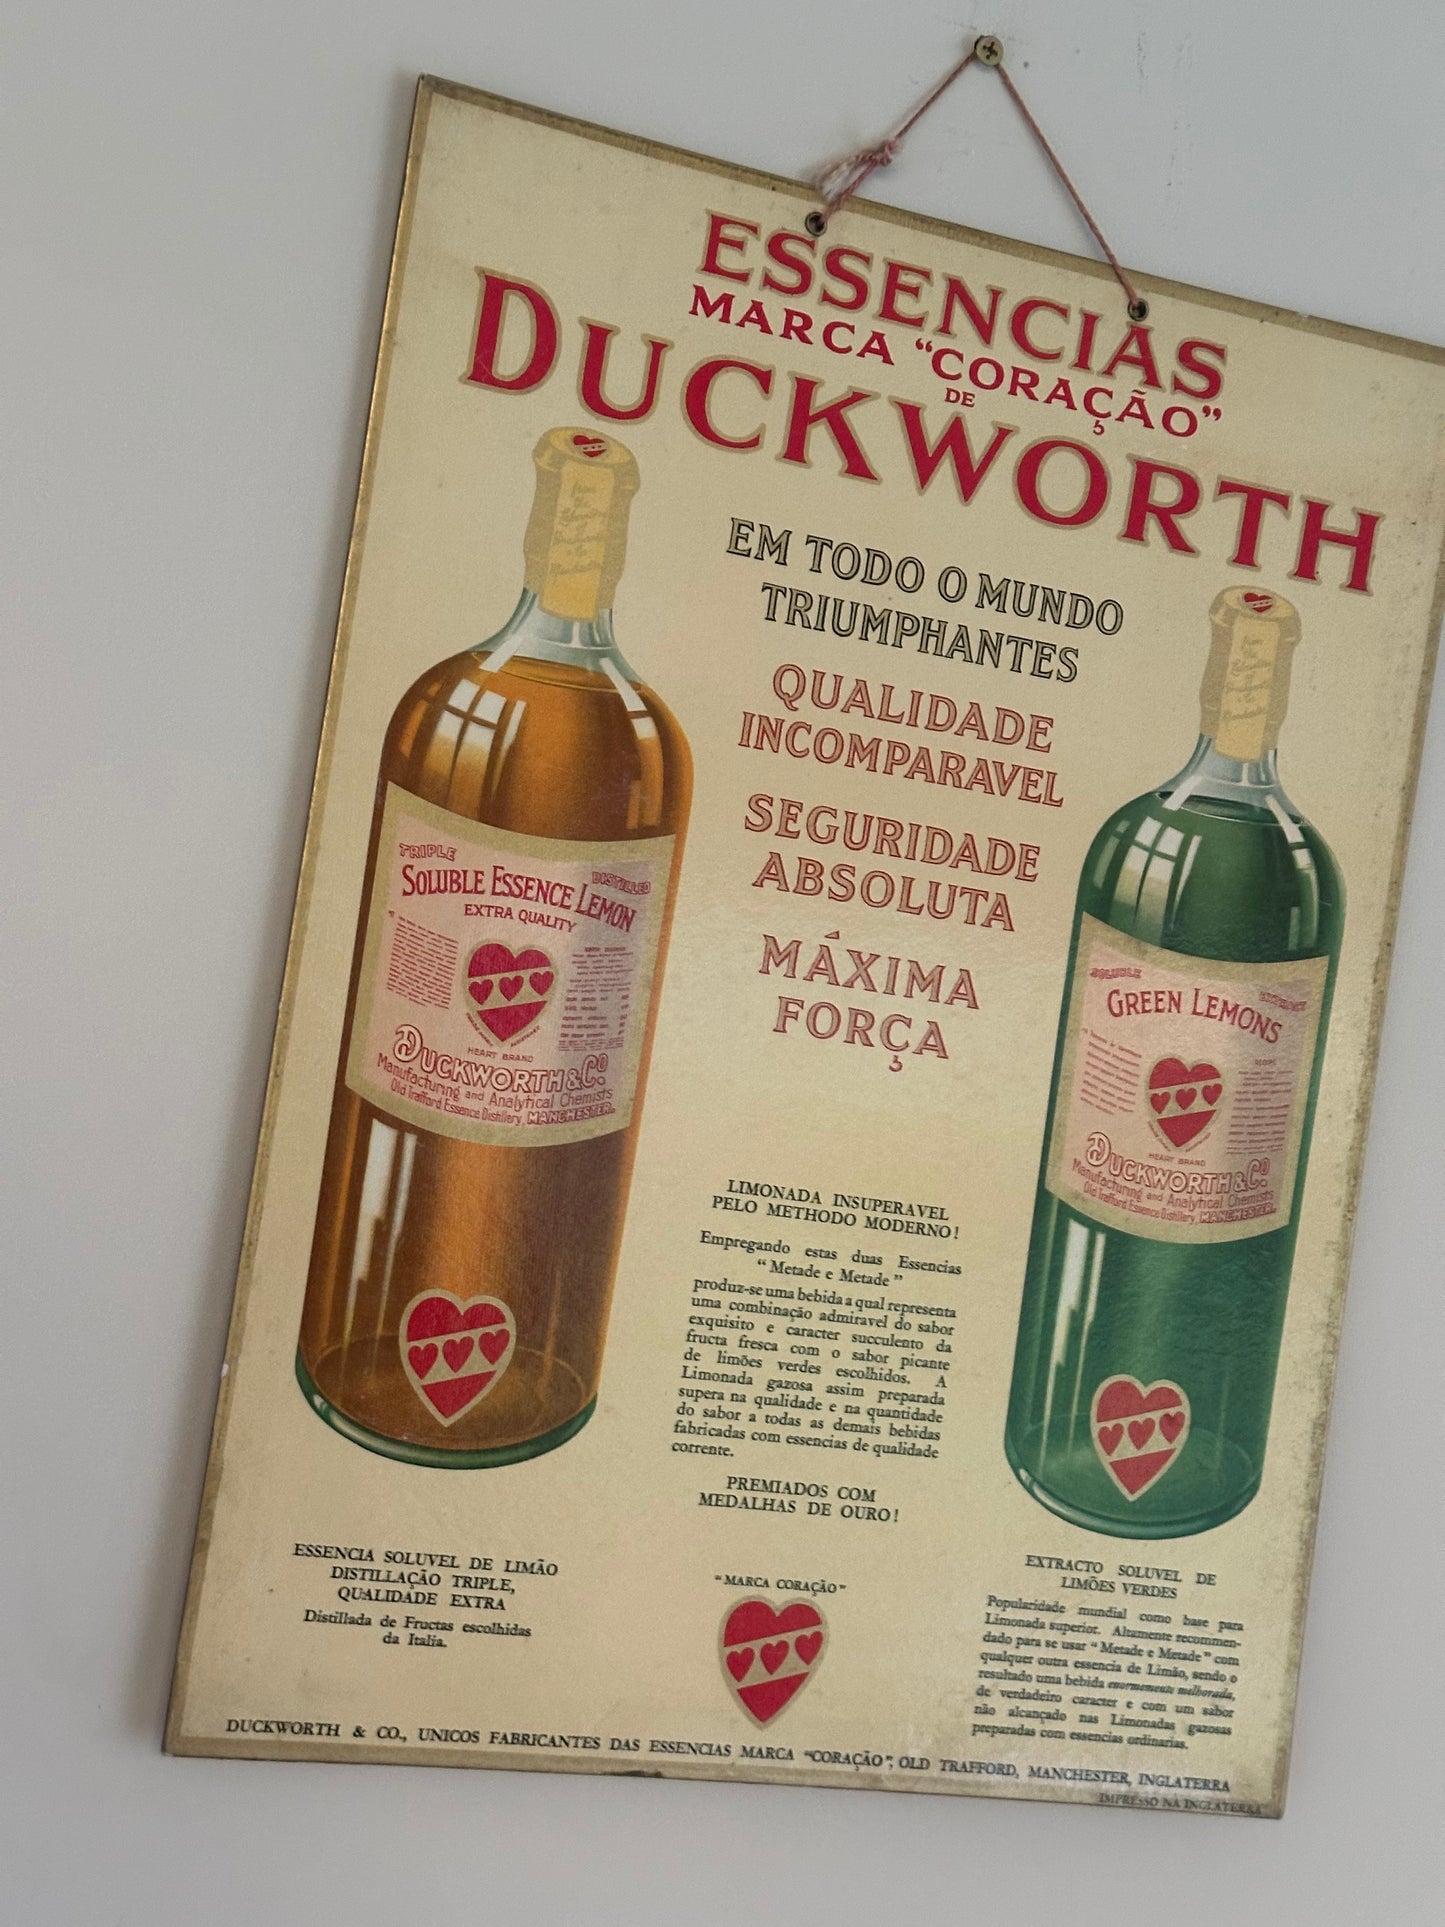 ESSENCIAS
MARCA “CORAÇÃO”
DE
DUCKWORTH
EM TODO O MUNDO
TRIUMPHANTES
QUALIDADE
INCOMPARAVEL
SEGURIDADE
ABSOLUTA
MÁXIMA
FORÇA
TRIPLE
DISTILLED
SOLUBLE ESSENCE LEMON
EXTRA QUALITY
HEART BRAND
DUCKWORTH & Co
Manufacturing and Analytical Chemists
Old Trafford Essence Distillery, MANCHESTER.
SOLUBLE
GREEN LEMONS
HEART BRAND
DUCKWORTH & Co
Manufacturing and Analytical Chemists
Old Trafford Essence Distillery, MANCHESTER.
LIMONADA INSUPERAVEL
PELO METHODO MODERNO!
Empregando estas duas Essencias
“ Metade e Metade ”
produz-se uma bebida a qual representa
uma combinação admiravel do sabor
exquisito e caracter succulento da
fructa fresca com o sabor picante
de limões verdes escolhidos. A
Limonada gazosa assim preparada
supera na qualidade e na quantidade
do sabor a todas as demais bebidas
fabricadas com essencias de qualidade
corrente.
PREMIADOS COM
MEDALHAS DE OURO!
ESSENCIA SOLUVEL DE LIMÃO
DISTILLAÇÃO TRIPLE,
QUALIDADE EXTRA
Distillada de Fructas escolhidas
da Italia.
“ MARCA CORAÇÃO ”
EXTRACTO SOLUVEL DE
LIMÕES VERDES
Popularidade mundial como base para
Limonada superior. Altamente recommen-
dado para se usar “ Metade e Metade ” com
qualquer outra essencia de Limão, sendo o
resultado uma bebida enormemente melhorada,
de verdadeiro caracter e com um sabor
não alcançado nas Limonadas gazosas
preparadas com essencias ordinarias.
DUCKWORTH & CO., UNICOS FABRICANTES DAS ESSENCIAS MARCA “CORAÇÃO”, OLD TRAFFORD, MANCHESTER, INGLATERRA
IMPRESSO NA INGLATERRA